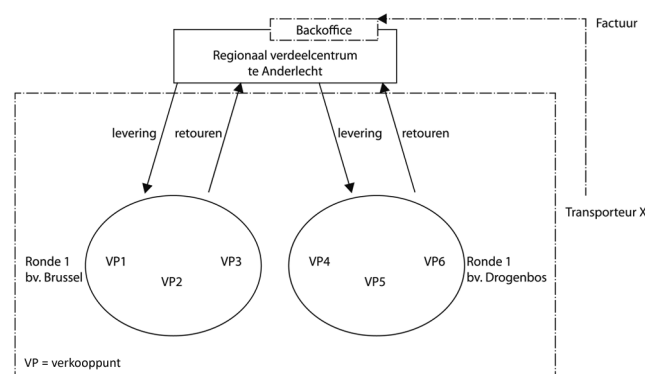 Backoffice
Factuur
Regionaal verdeelcentrum
te Anderlecht
levering
retouren
levering
retouren
Transporteur X
Ronde 1
bv. Brussel
VP1
VP2
VP3
VP4
VP5
VP6
Ronde 1
bv. Drogenbos
VP = verkooppunt